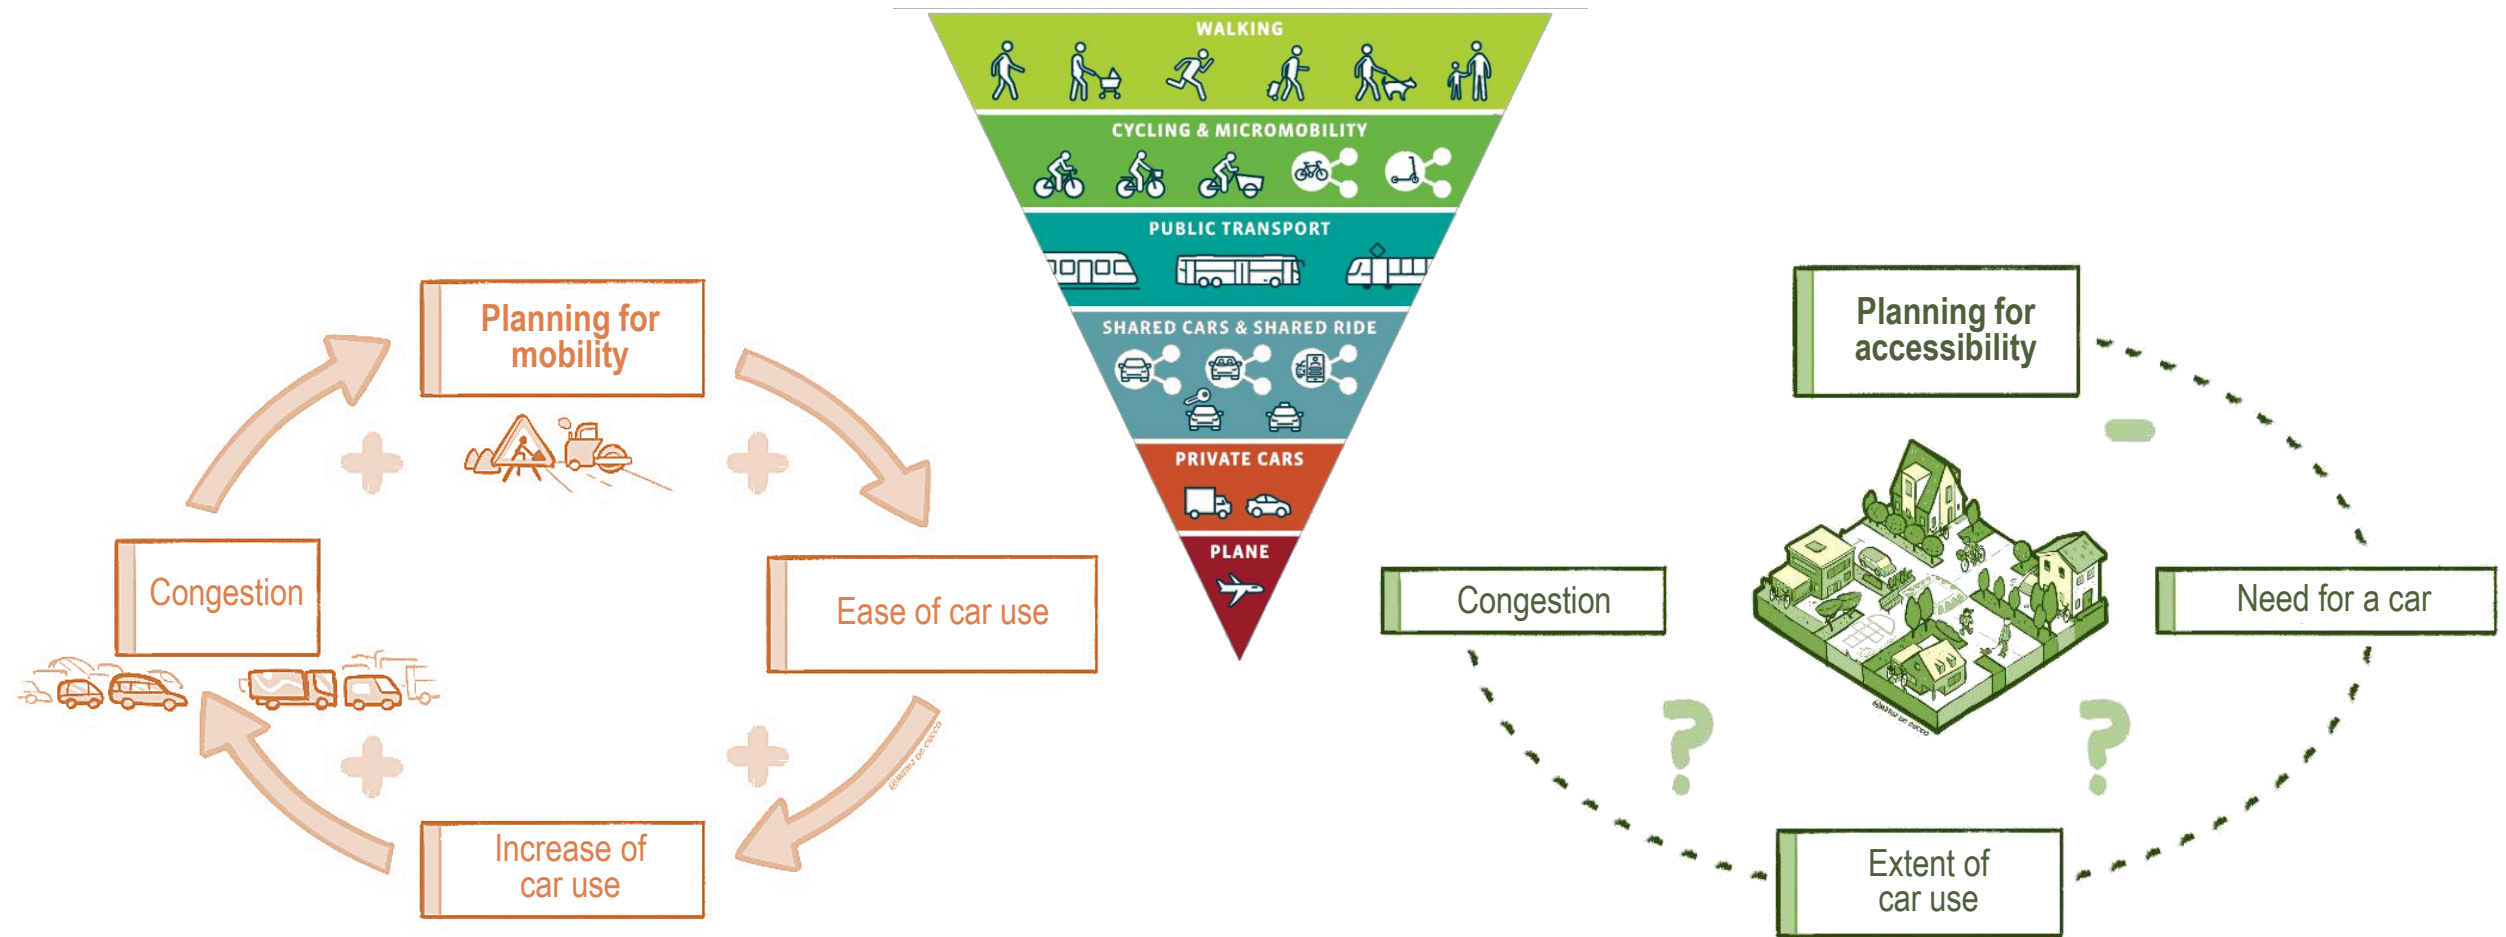 WALKING
CYCLING & MICROMOBILITY
PUBLIC TRANSPORT
SHARED CARS & SHARED RIDE
PRIVATE CARS
PLANE
Planning for
mobility
Ease of car use
Increase of
car use
Congestion
Planning for
accessibility
Need for a car
Extent of
car use
Congestion